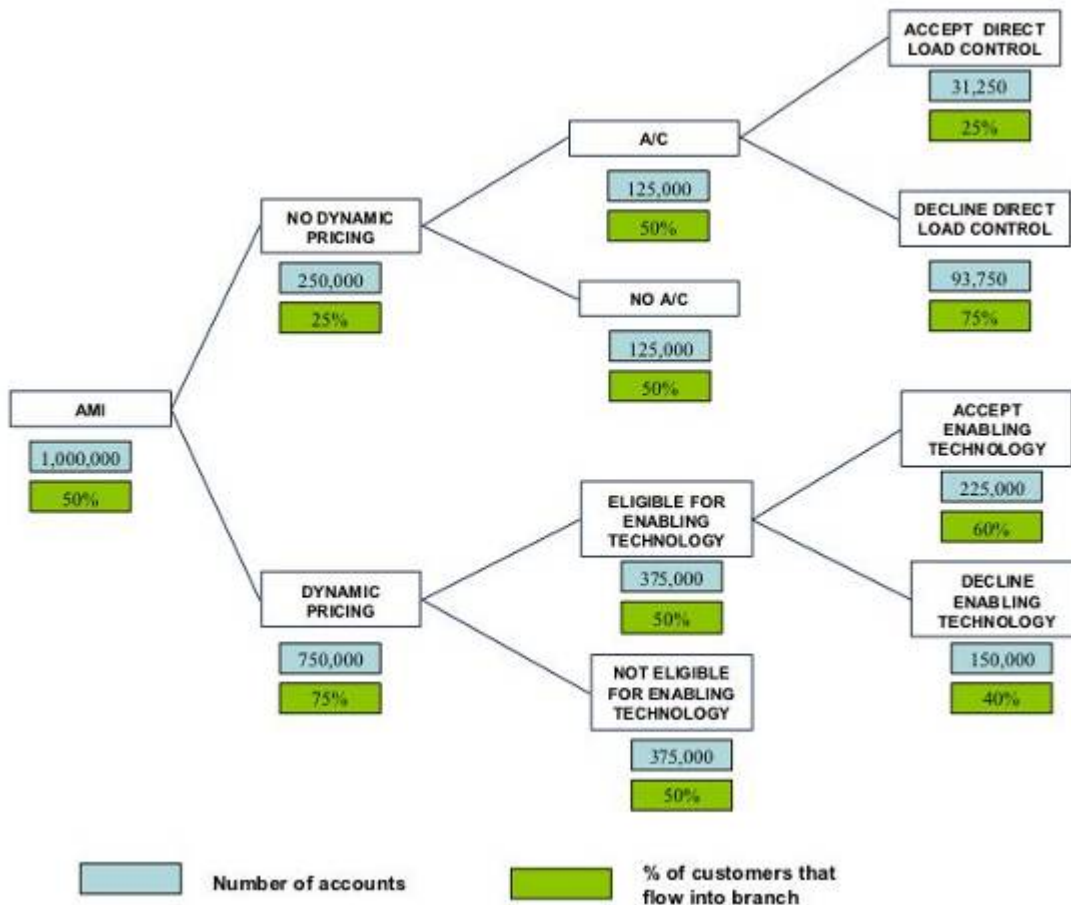 ACCEPT DIRECT
LOAD CONTROL
31,250
25%
A/C
125,000
50%
DECLINE DIRECT
LOAD CONTROL
93,750
75%
NO DYNAMIC
PRICING
250,000
25%
NO A/C
125,000
50%
AMI
1,000,000
50%
ACCEPT
ENABLING
TECHNOLOGY
225,000
60%
ELIGIBLE FOR
ENABLING
TECHNOLOGY
375,000
50%
DECLINE
ENABLING
TECHNOLOGY
150,000
40%
DYNAMIC
PRICING
750,000
75%
NOT ELIGIBLE
FOR ENABLING
TECHNOLOGY
375,000
50%
Number of accounts
% of customers that
flow into branch